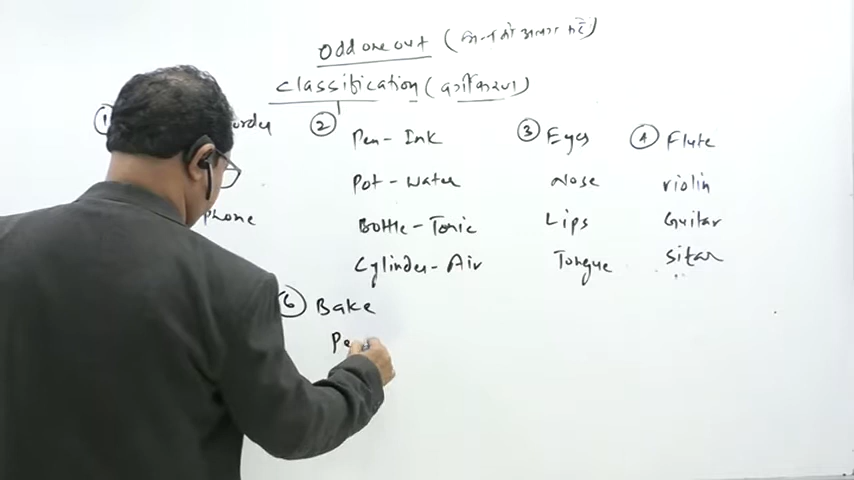 Odd one out
Classification (वर्गीकरण)
①
② Pen - Ink
Pot - Water
Bottle - Tonic
Cylinder - Air
③ Eyes
Nose
Lips
Tongue
④ Flute
violin
Guitar
sitar
phone
⑥ Bake